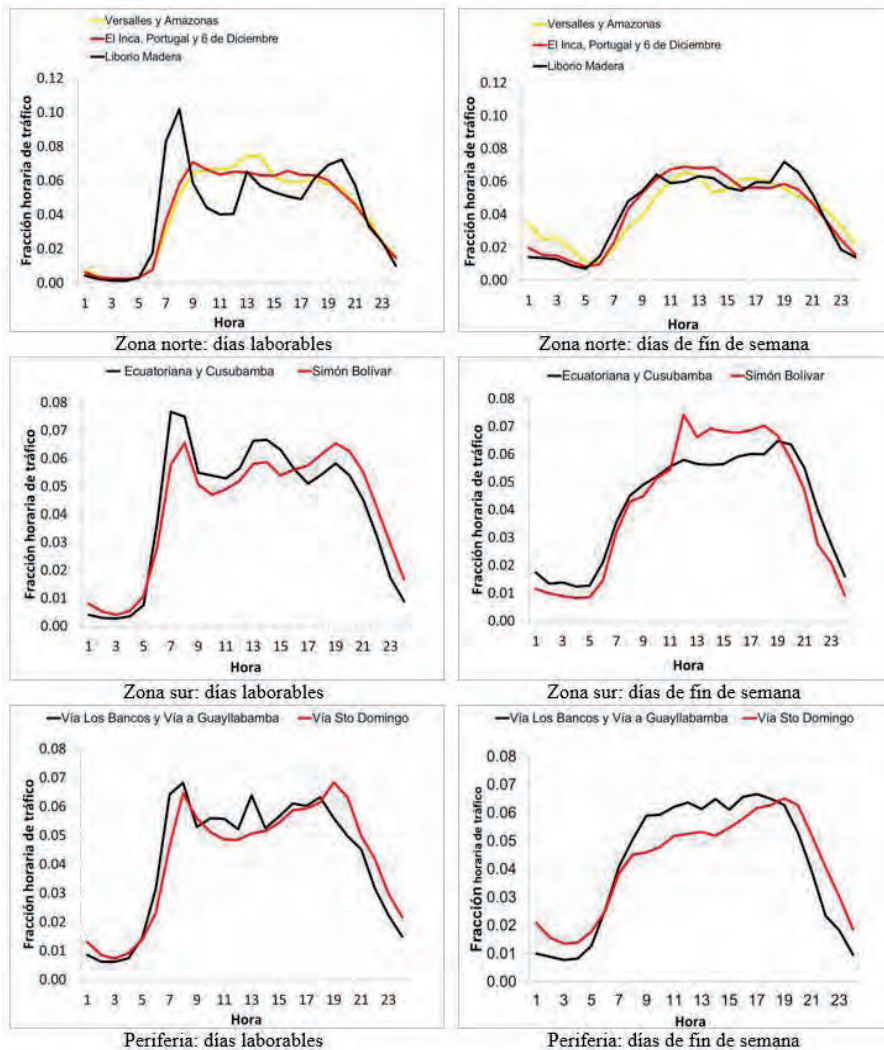 Versalles y Amazonas
El Inca, Portugal y 6 de Diciembre
Liborio Madera
Fracción horaria de tráfico
0.12
0.10
0.08
0.06
0.04
0.02
0.00
1 3 5 7 9 11 13 15 17 19 21 23
Hora
Zona norte: días laborables
Versalles y Amazonas
El Inca, Portugal y 6 de Diciembre
Liborio Madera
Fracción horaria de tráfico
0.12
0.10
0.08
0.06
0.04
0.02
0.00
1 3 5 7 9 11 13 15 17 19 21 23
Hora
Zona norte: días de fin de semana
Ecuatoriana y Cusubamba Simón Bolívar
Fracción horaria de tráfico
0.08
0.07
0.06
0.05
0.04
0.03
0.02
0.01
0.00
1 3 5 7 9 11 13 15 17 19 21 23
Hora
Zona sur: días laborables
Ecuatoriana y Cusubamba Simón Bolívar
Fracción horaria de tráfico
0.08
0.07
0.06
0.05
0.04
0.03
0.02
0.01
0.00
1 3 5 7 9 11 13 15 17 19 21 23
Hora
Zona sur: días de fin de semana
Vía Los Bancos y Vía a Guayllabamba Vía Sto Domingo
Fracción horaria de tráfico
0.08
0.07
0.06
0.05
0.04
0.03
0.02
0.01
0.00
1 3 5 7 9 11 13 15 17 19 21 23
Hora
Periferia: días laborables
Vía Los Bancos y Vía a Guayllabamba Vía Sto Domingo
Fracción horaria de tráfico
0.08
0.07
0.06
0.05
0.04
0.03
0.02
0.01
0.00
1 3 5 7 9 11 13 15 17 19 21 23
Hora
Periferia: días de fin de semana